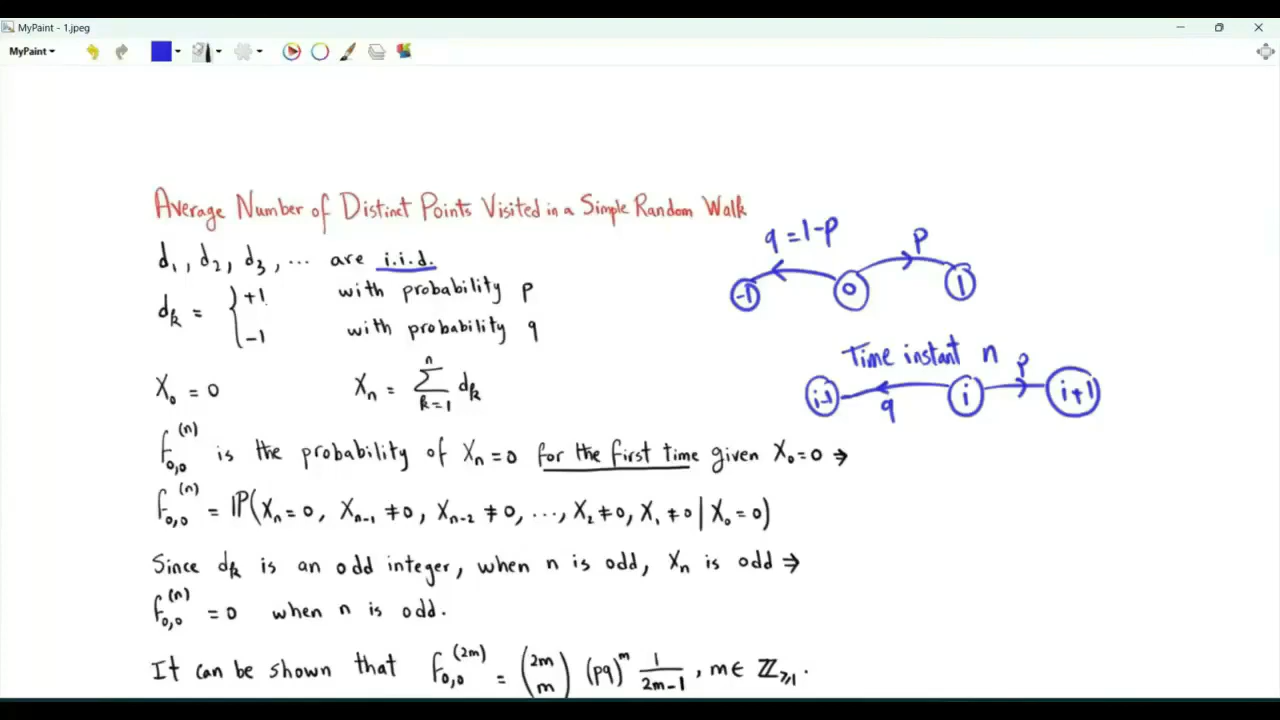 MyPaint - 1.jpeg
MyPaint
Average Number of Distinct Points Visited in a Simple Random Walk
d₁, d₂, d₃, ... are i.i.d.
dₖ = { +1 with probability p
-1 with probability q
X₀ = 0 Xₙ = ∑_{k=1}^{n} dₖ
f_{0,0}^{(n)} is the probability of Xₙ=0 for the first time given X₀=0 →
f_{0,0}^{(n)} = ℙ(Xₙ=0, Xₙ₋₁≠0, Xₙ₋₂≠0, ..., X₂≠0, X₁≠0 | X₀=0)
Since dₖ is an odd integer, when n is odd, Xₙ is odd →
f_{0,0}^{(n)} = 0 when n is odd.
It can be shown that f_{0,0}^{(2m)} = \binom{2m}{m} (pq)^m \frac{1}{2m-1}, m ∈ ℤ_{≥1}.
q = 1-p
p
-1 0 1
Time instant n
p
i-1 i i+1
q